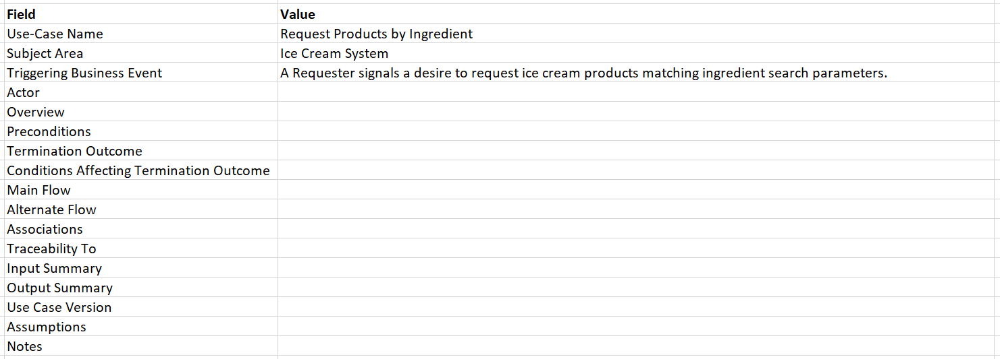 Field Value
Use-Case Name Request Products by Ingredient
Subject Area Ice Cream System
Triggering Business Event A Requester signals a desire to request ice cream products matching ingredient search parameters.
Actor
Overview
Preconditions
Termination Outcome
Conditions Affecting Termination Outcome
Main Flow
Alternate Flow
Associations
Traceability To
Input Summary
Output Summary
Use Case Version
Assumptions
Notes